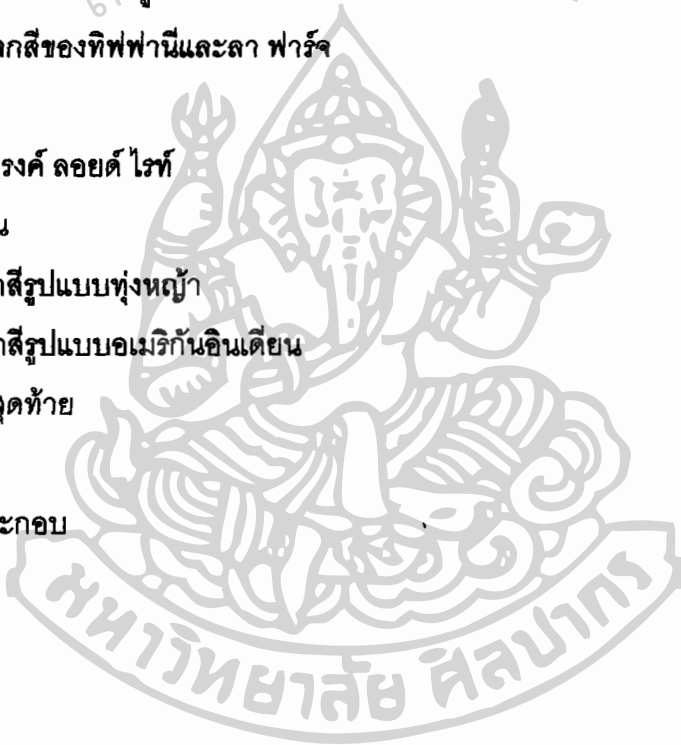 กสีของทิฟฟานีและลา ฟาร์จ
รงค์ ลอยด์ ไรท์
น
าสีรูปแบบทุ่งหญ้า
าสีรูปแบบอเมริกันอินเดียน
สุดท้าย
ะกอบ
มหาวิทยาลัย ศิลปากร